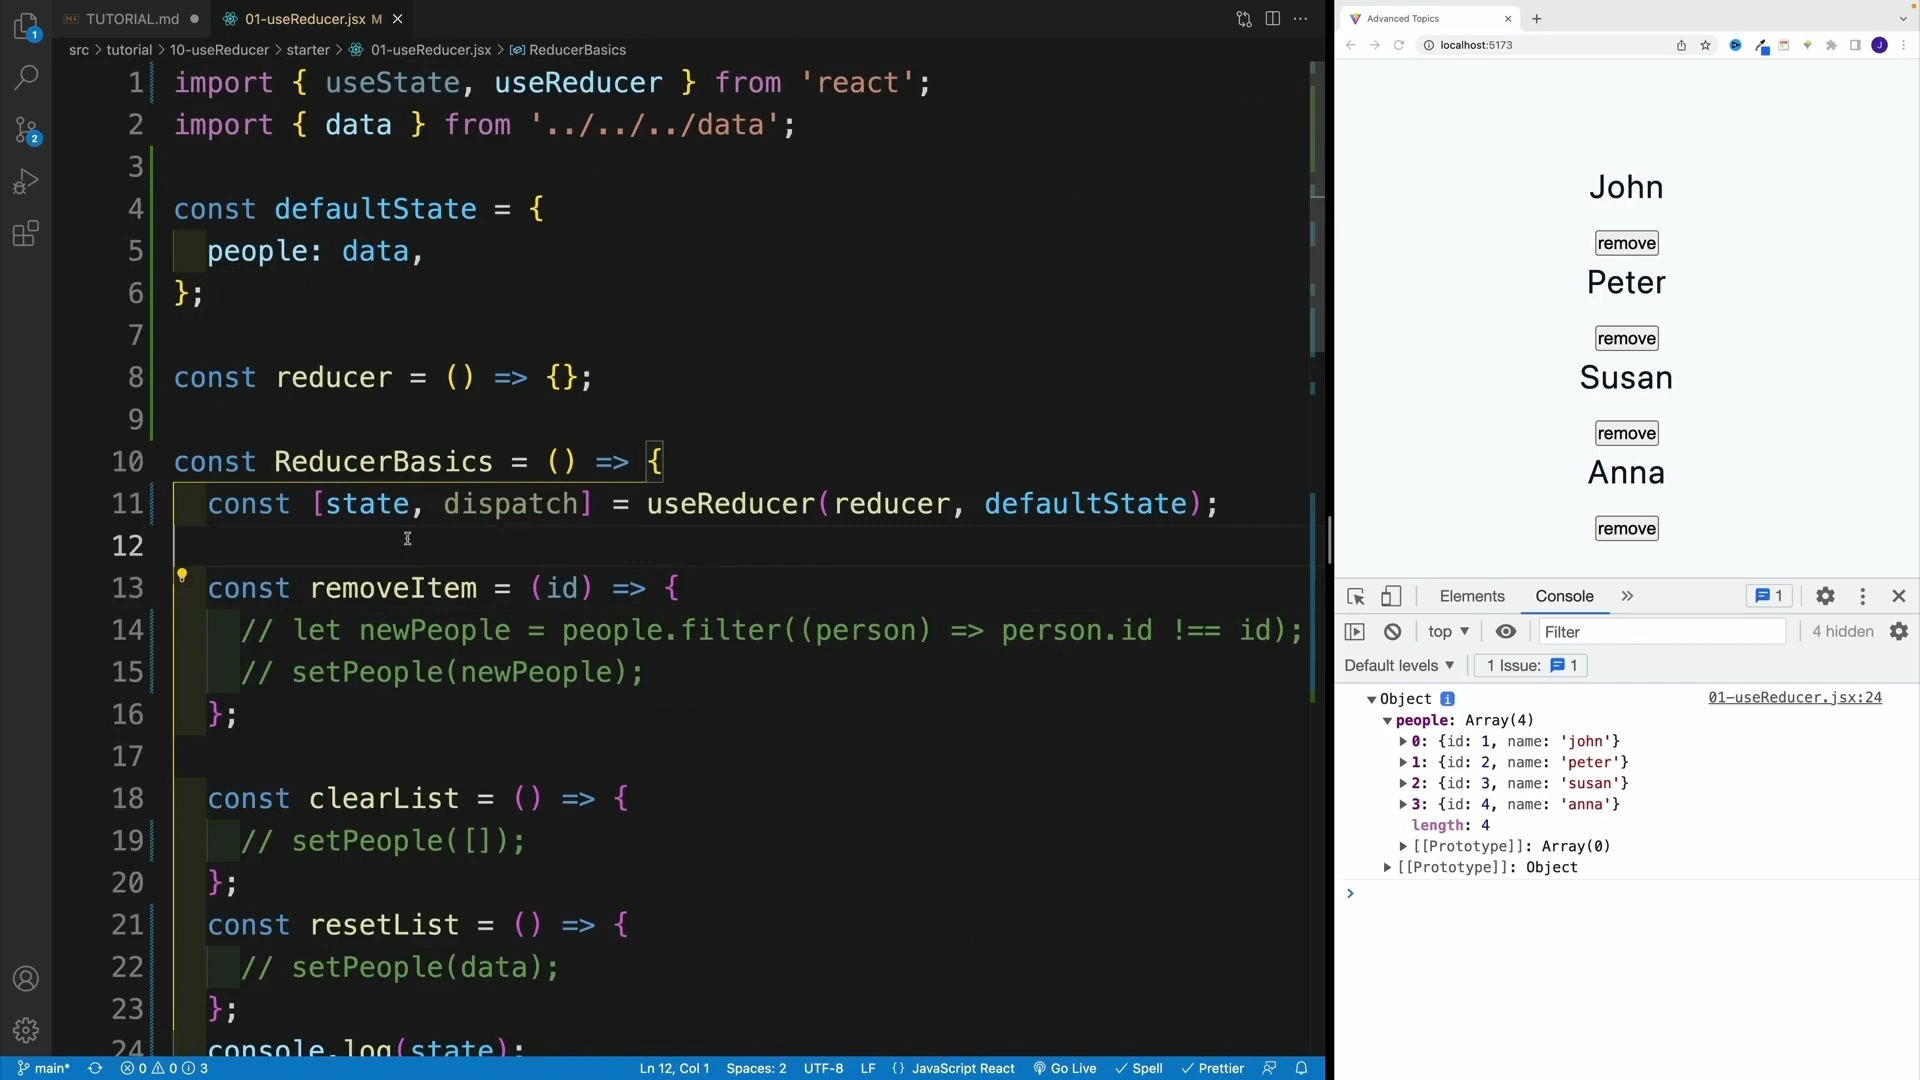 TUTORIAL.md
01-useReducer.jsx M
src > tutorial > 10-useReducer > starter > 01-useReducer.jsx > ReducerBasics
1 import { useState, useReducer } from 'react';
2 import { data } from '../../../data';
3
4 const defaultState = {
5 people: data,
6 };
7
8 const reducer = () => {};
9
10 const ReducerBasics = () => {
11 const [state, dispatch] = useReducer(reducer, defaultState);
12
13 const removeItem = (id) => {
14 // let newPeople = people.filter((person) => person.id !== id);
15 // setPeople(newPeople);
16 };
17
18 const clearList = () => {
19 // setPeople([]);
20 };
21 const resetList = () => {
22 // setPeople(data);
23 };
24 console.log(state);
1
2
main* 0 0 3
Ln 12, Col 1 Spaces: 2 UTF-8 LF {} JavaScript React Go Live Spell Prettier
Advanced Topics
localhost:5173
J
John
remove
Peter
remove
Susan
remove
Anna
remove
Elements Console 1
top Filter 4 hidden
Default levels 1 Issue: 1
Object i 01-useReducer.jsx:24
people: Array(4)
0: {id: 1, name: 'john'}
1: {id: 2, name: 'peter'}
2: {id: 3, name: 'susan'}
3: {id: 4, name: 'anna'}
length: 4
[[Prototype]]: Array(0)
[[Prototype]]: Object